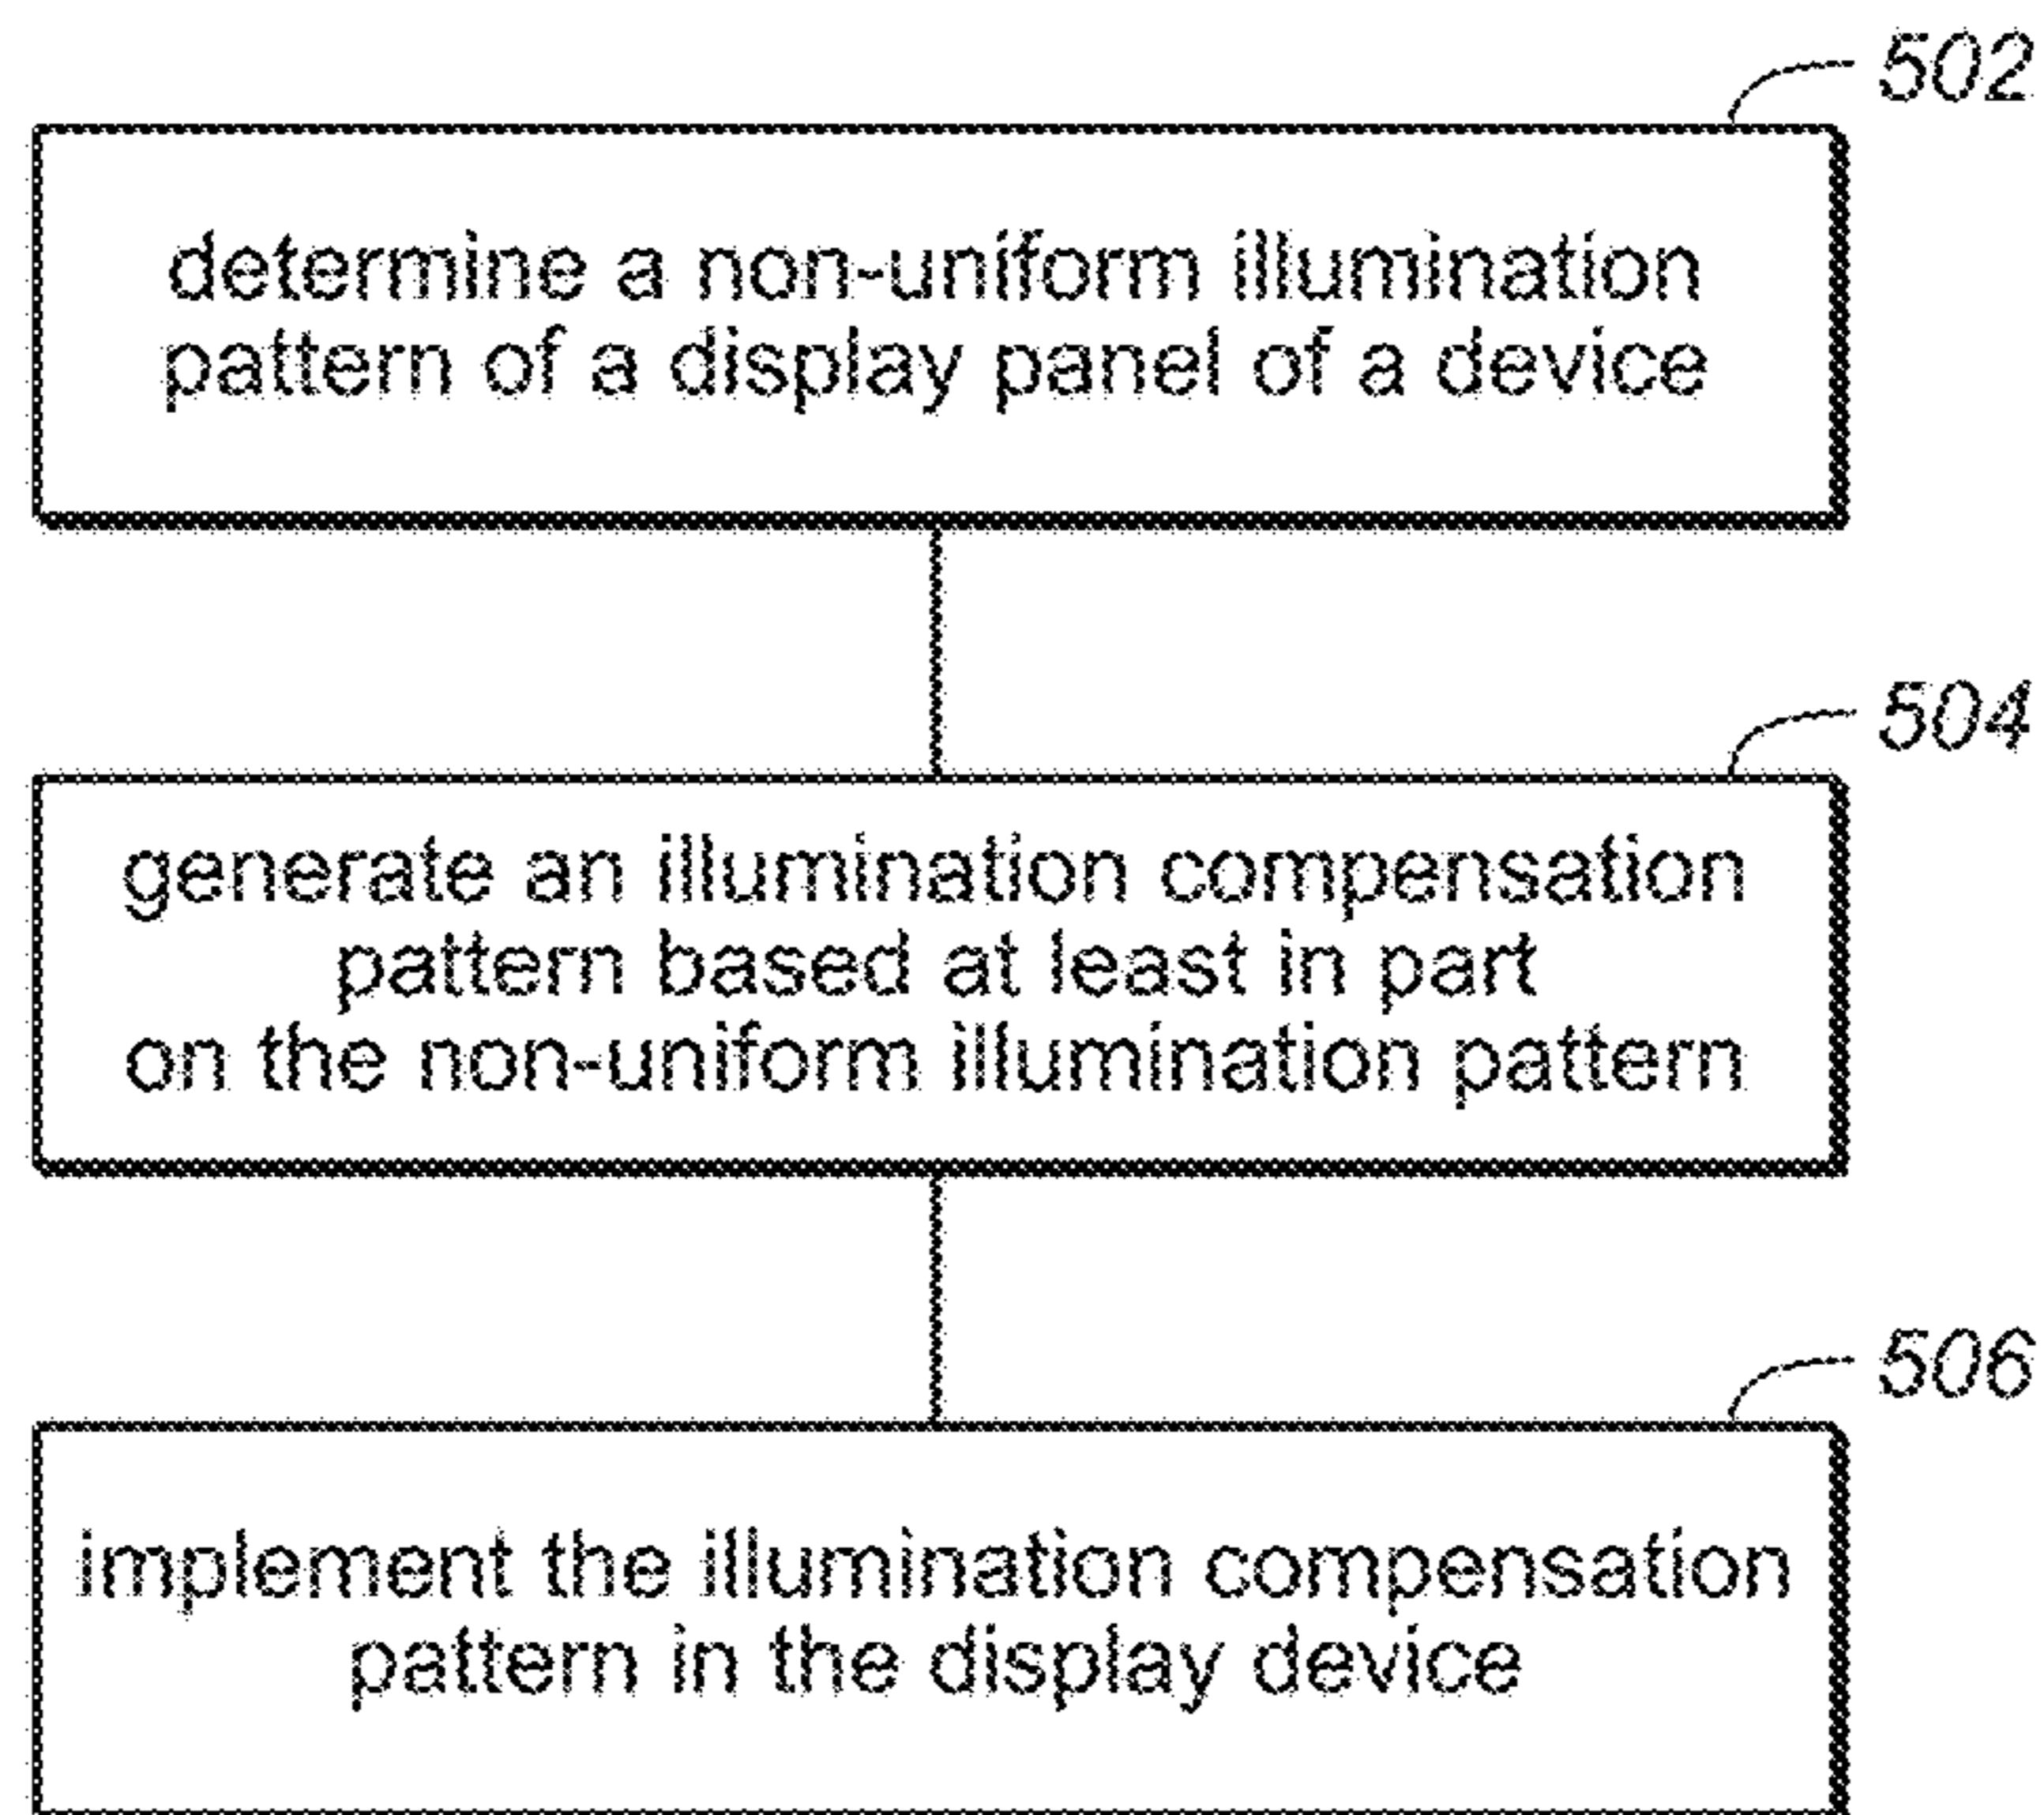 502
determine a non-uniform illumination
pattern of a display panel of a device
504
generate an illumination compensation
pattern based at least in part
on the non-uniform illumination pattern
506
implement the illumination compensation
pattern in the display device